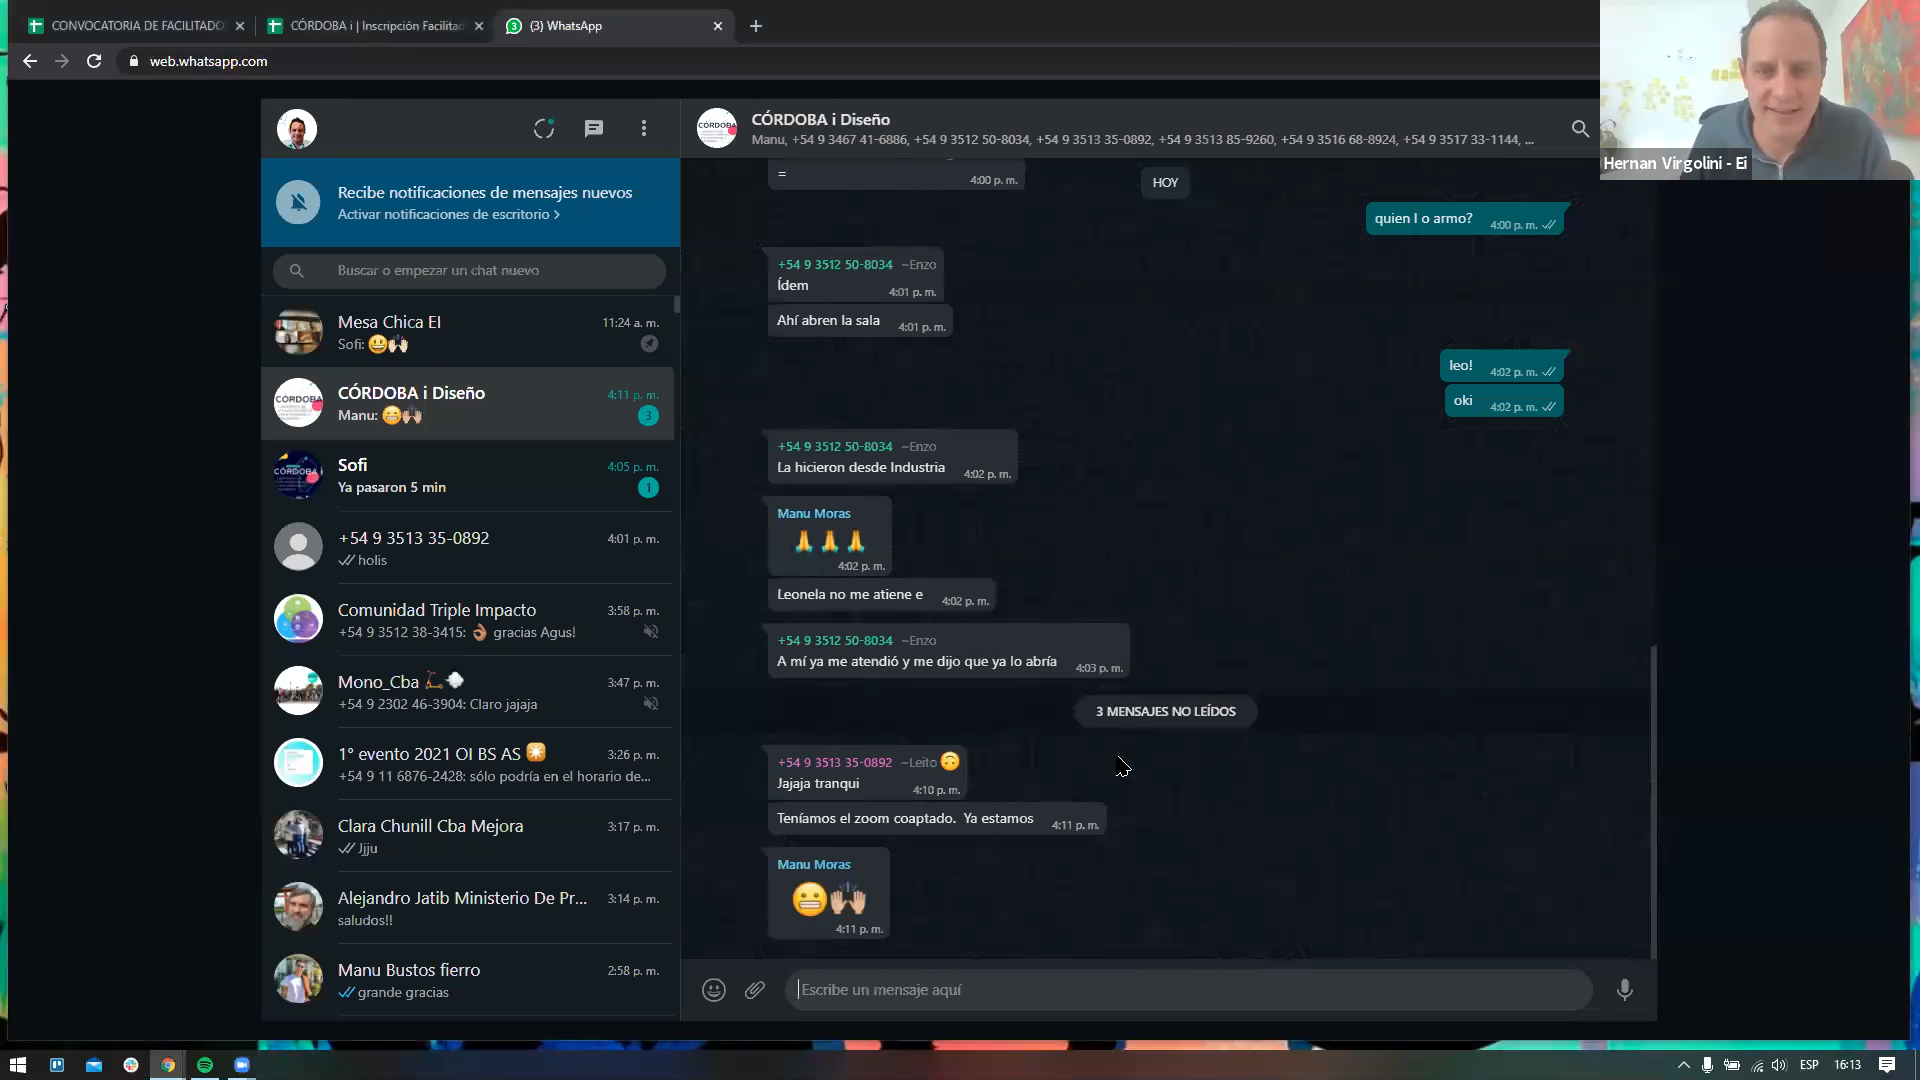 CONVOCATORIA DE FACILITADO
CÓRDOBA i | Inscripción Facilitac
(3) WhatsApp
web.whatsapp.com
Hernan Virgolini - Ei
CÓRDOBA i Diseño
Manu, +54 9 3467 41-6886, +54 9 3512 50-8034, +54 9 3513 35-0892, +54 9 3513 85-9260, +54 9 3516 68-8924, +54 9 3517 33-1144, ...
Recibe notificaciones de mensajes nuevos
Activar notificaciones de escritorio >
Buscar o empezar un chat nuevo
Mesa Chica EI
11:24 a. m.
Sofi: 😃🙌🏻
CÓRDOBA i Diseño
4:11 p. m.
Manu: 😁🙌🏼
3
Sofi
4:05 p. m.
Ya pasaron 5 min
1
+54 9 3513 35-0892
4:01 p. m.
holis
Comunidad Triple Impacto
3:58 p. m.
+54 9 3512 38-3415: 👌🏽 gracias Agus!
Mono_Cba 🛴💨
3:47 p. m.
+54 9 2302 46-3904: Claro jajaja
1° evento 2021 OI BS AS
3:26 p. m.
+54 9 11 6876-2428: sólo podría en el horario de...
Clara Chunill Cba Mejora
3:17 p. m.
Jjju
Alejandro Jatib Ministerio De Pr...
3:14 p. m.
saludos!!
Manu Bustos fierro
2:58 p. m.
grande gracias
=
4:00 p. m.
HOY
quien l o armo?
4:00 p. m.
+54 9 3512 50-8034 ~Enzo
Ídem
4:01 p. m.
Ahí abren la sala
4:01 p. m.
leo!
4:02 p. m.
oki
4:02 p. m.
+54 9 3512 50-8034 ~Enzo
La hicieron desde Industria
4:02 p. m.
Manu Moras
🙏🙏🙏
4:02 p. m.
Leonela no me atiene e
4:02 p. m.
+54 9 3512 50-8034 ~Enzo
A mí ya me atendió y me dijo que ya lo abría
4:03 p. m.
3 MENSAJES NO LEÍDOS
+54 9 3513 35-0892 ~Leito 🙃
Jajaja tranqui
4:10 p. m.
Teníamos el zoom coaptado. Ya estamos
4:11 p. m.
Manu Moras
😬🙌🏼
4:11 p. m.
Escribe un mensaje aquí
ESP
16:13